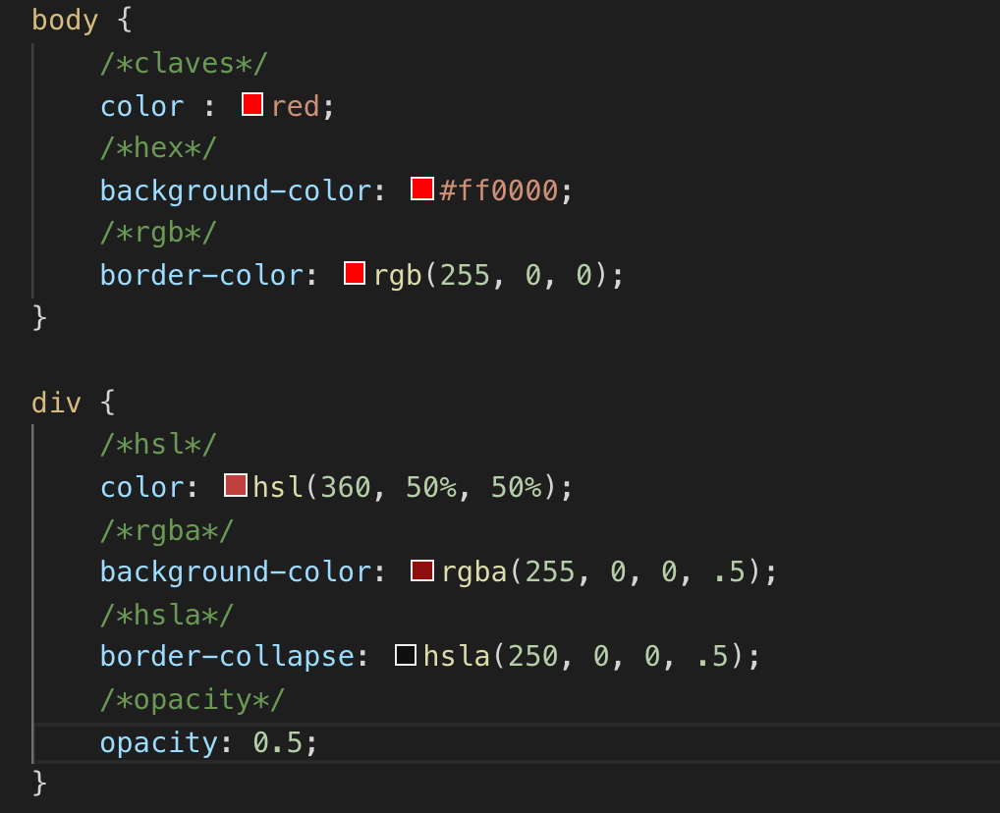 body {
    /*claves*/
    color : red;
    /*hex*/
    background-color: #ff0000;
    /*rgb*/
    border-color: rgb(255, 0, 0);
}

div {
    /*hsl*/
    color: hsl(360, 50%, 50%);
    /*rgba*/
    background-color: rgba(255, 0, 0, .5);
    /*hsla*/
    border-collapse: hsla(250, 0, 0, .5);
    /*opacity*/
    opacity: 0.5;
}